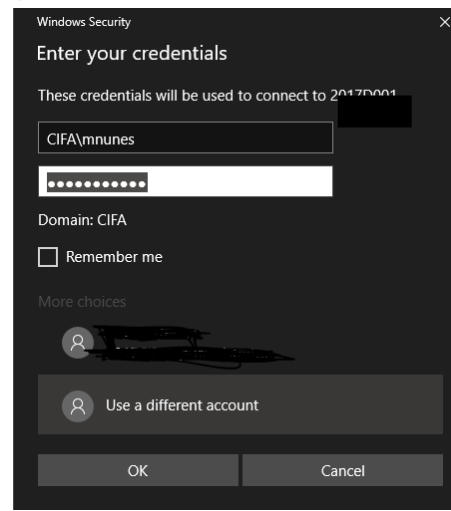 Windows Security
Enter your credentials
These credentials will be used to connect to 2017D001
CIFA\mnunes
Domain: CIFA
Remember me
More choices
Use a different account
OK
Cancel